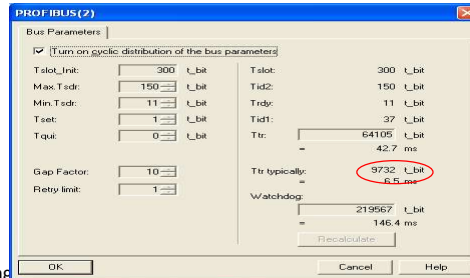 PROFIBUS(2)
Bus Parameters
Turn on cyclic distribution of the bus parameters
Tslot_Init: 300 t_bit Tslot: 300 t_bit
Max.Tsdr: 150 t_bit Tid2: 150 t_bit
Min.Tsdr: 11 t_bit Trdy: 11 t_bit
Tset: 1 t_bit Tid1: 37 t_bit
Tqui: 0 t_bit Ttr: 64105 t_bit
= 42.7 ms
Gap Factor: 10 Ttr typically: 9732 t_bit
= 6.5 ms
Retry limit: 1 Watchdog:
219567 t_bit
= 146.4 ms
Recalculate
OK Cancel Help